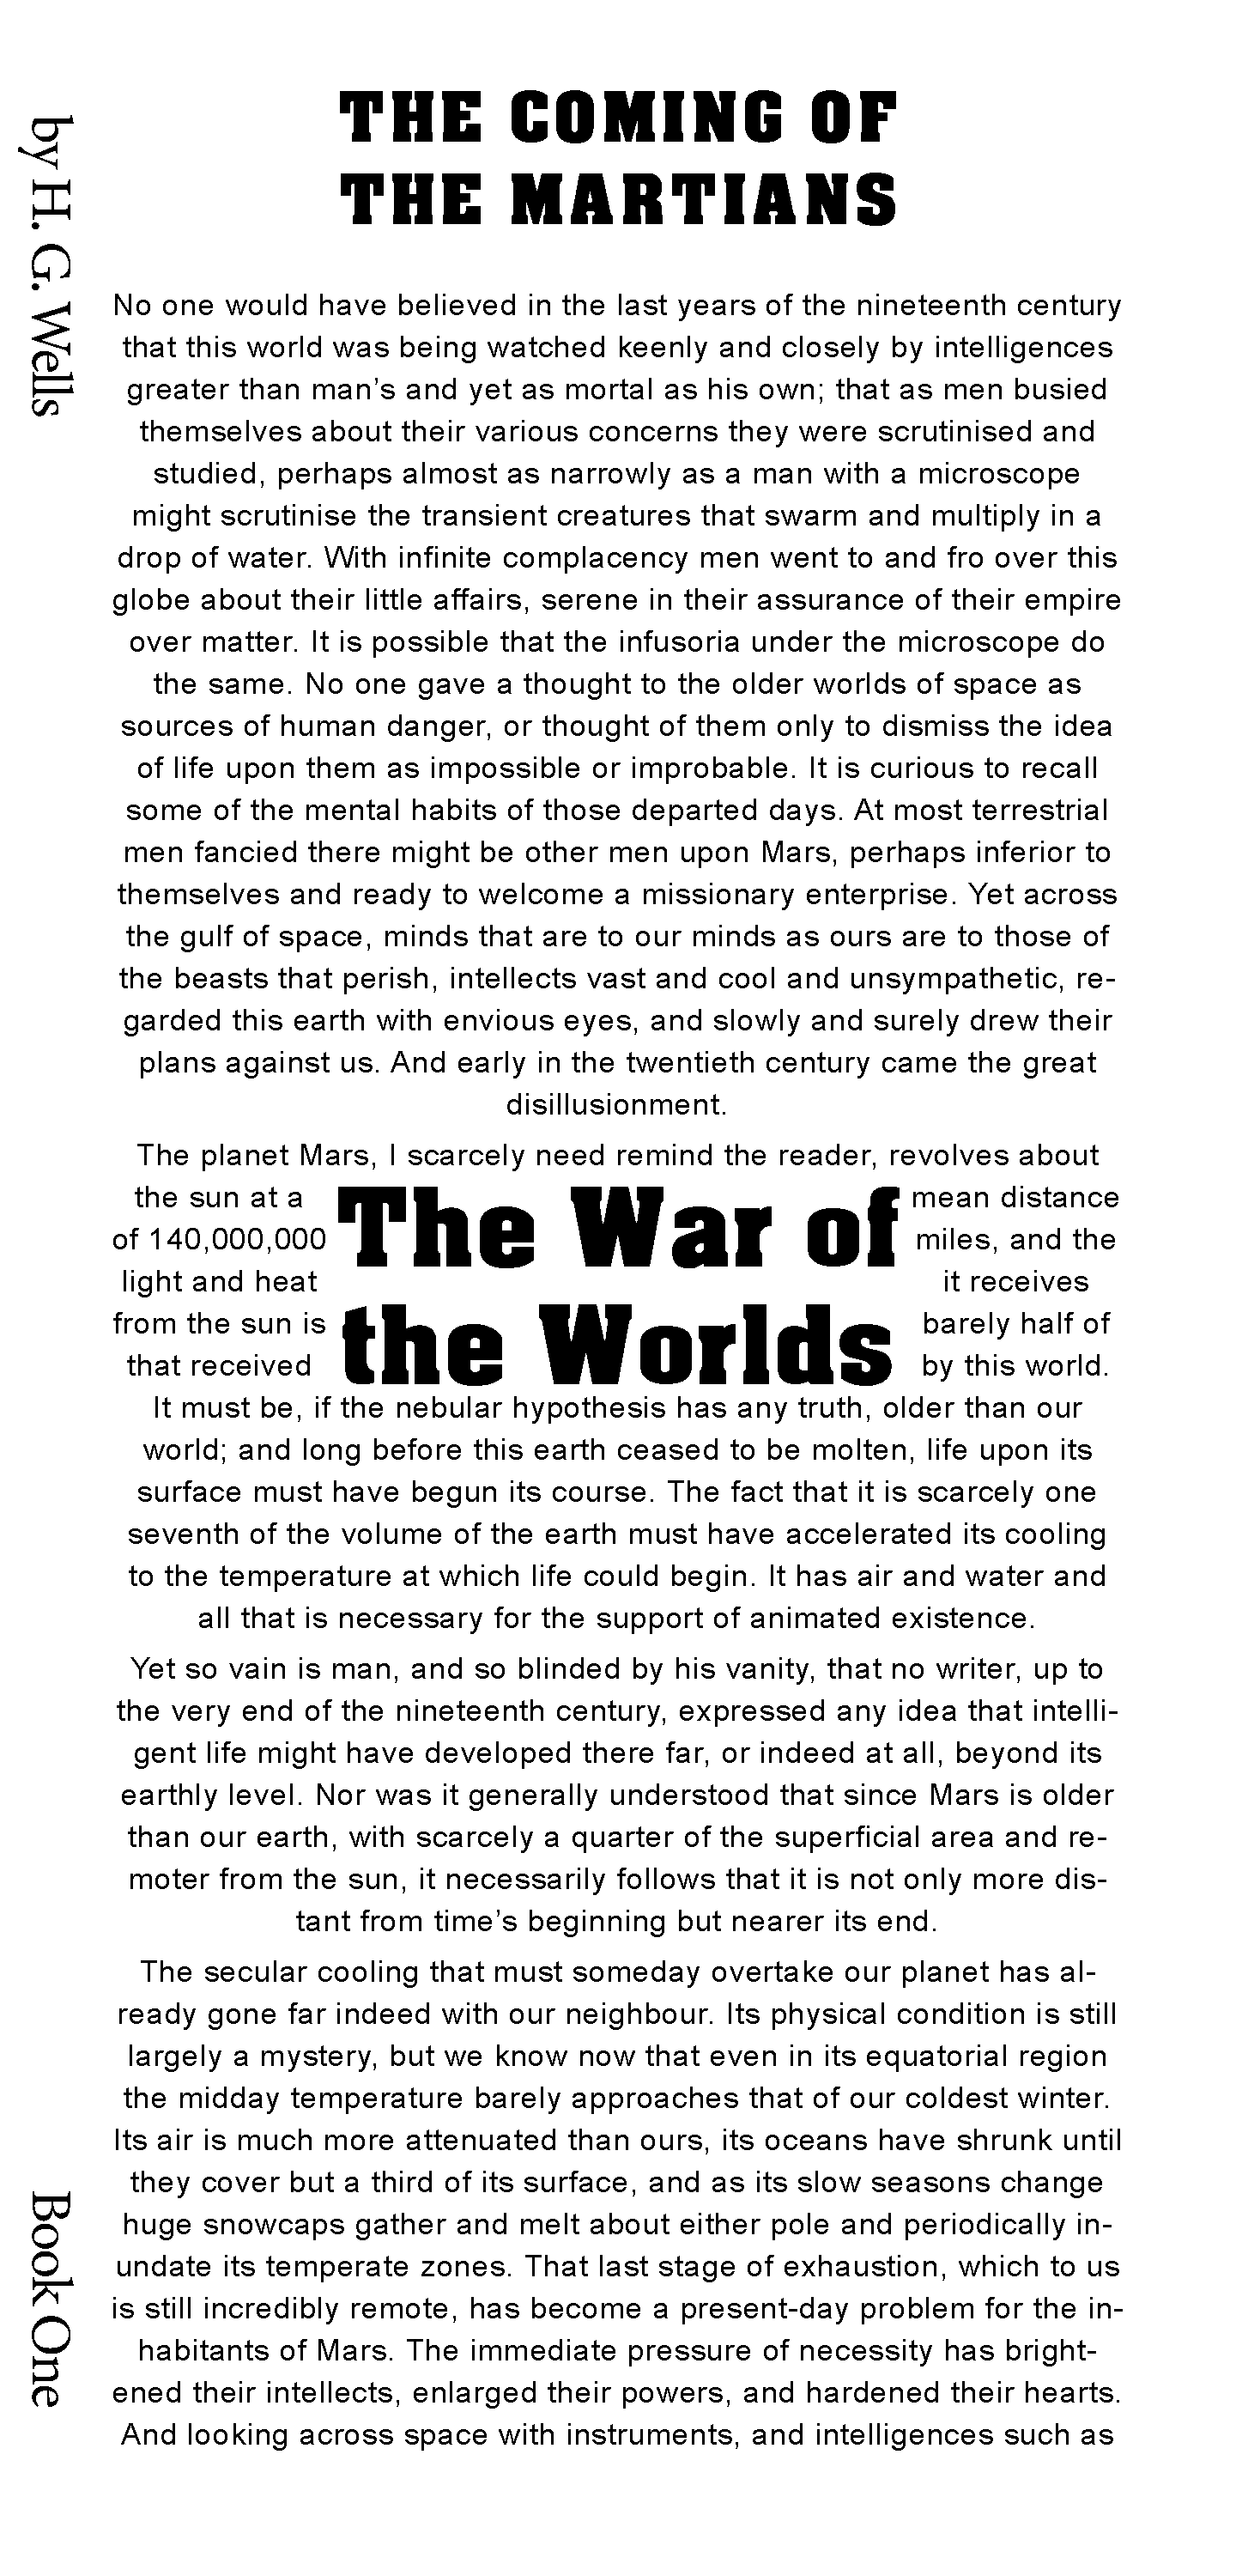 THE COMING OF
THE MARTIANS
by H. G. Wells
No one would have believed in the last years of the nineteenth century
that this world was being watched keenly and closely by intelligences
greater than man’s and yet as mortal as his own; that as men busied
themselves about their various concerns they were scrutinised and
studied, perhaps almost as narrowly as a man with a microscope
might scrutinise the transient creatures that swarm and multiply in a
drop of water. With infinite complacency men went to and fro over this
globe about their little affairs, serene in their assurance of their empire
over matter. It is possible that the infusoria under the microscope do
the same. No one gave a thought to the older worlds of space as
sources of human danger, or thought of them only to dismiss the idea
of life upon them as impossible or improbable. It is curious to recall
some of the mental habits of those departed days. At most terrestrial
men fancied there might be other men upon Mars, perhaps inferior to
themselves and ready to welcome a missionary enterprise. Yet across
the gulf of space, minds that are to our minds as ours are to those of
the beasts that perish, intellects vast and cool and unsympathetic, re-
garded this earth with envious eyes, and slowly and surely drew their
plans against us. And early in the twentieth century came the great
disillusionment.
The planet Mars, I scarcely need remind the reader, revolves about
the sun at a mean distance
of 140,000,000 miles, and the
light and heat it receives
from the sun is barely half of
that received by this world.
The War of
the Worlds
It must be, if the nebular hypothesis has any truth, older than our
world; and long before this earth ceased to be molten, life upon its
surface must have begun its course. The fact that it is scarcely one
seventh of the volume of the earth must have accelerated its cooling
to the temperature at which life could begin. It has air and water and
all that is necessary for the support of animated existence.
Yet so vain is man, and so blinded by his vanity, that no writer, up to
the very end of the nineteenth century, expressed any idea that intelli-
gent life might have developed there far, or indeed at all, beyond its
earthly level. Nor was it generally understood that since Mars is older
than our earth, with scarcely a quarter of the superficial area and re-
moter from the sun, it necessarily follows that it is not only more dis-
tant from time’s beginning but nearer its end.
The secular cooling that must someday overtake our planet has al-
ready gone far indeed with our neighbour. Its physical condition is still
largely a mystery, but we know now that even in its equatorial region
the midday temperature barely approaches that of our coldest winter.
Its air is much more attenuated than ours, its oceans have shrunk until
they cover but a third of its surface, and as its slow seasons change
huge snowcaps gather and melt about either pole and periodically in-
undate its temperate zones. That last stage of exhaustion, which to us
is still incredibly remote, has become a present-day problem for the in-
habitants of Mars. The immediate pressure of necessity has bright-
ened their intellects, enlarged their powers, and hardened their hearts.
And looking across space with instruments, and intelligences such as
Book One